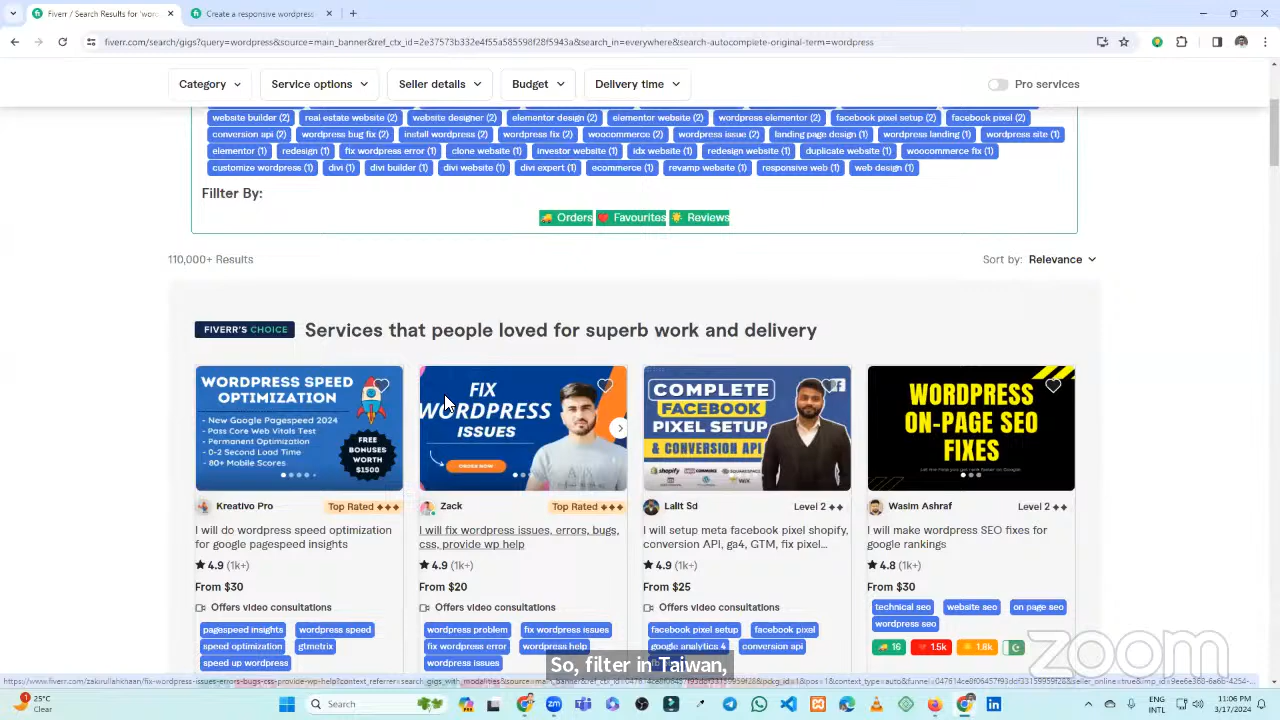 Fiverr / Search Results for 'wor
Create a responsive wordpress
fiverr.com/search/gigs?query=wordpress&source=main_banner&ref_ctx_id=2e37573b332e4f55a585598f28f5943a&search_in=everywhere&search-autocomplete-original-term=wordpress
Category
Service options
Seller details
Budget
Delivery time
Pro services
website builder (2) real estate website (2) website designer (2) elementor design (2) elementor website (2) wordpress elementor (2) facebook pixel setup (2) facebook pixel (2)
conversion api (2) wordpress bug fix (2) install wordpress (2) wordpress fix (2) woocommerce (2) wordpress issue (2) landing page design (1) wordpress landing (1) wordpress site (1)
elementor (1) redesign (1) fix wordpress error (1) clone website (1) investor website (1) idx website (1) redesign website (1) duplicate website (1) woocommerce fix (1)
customize wordpress (1) divi (1) divi builder (1) divi website (1) divi expert (1) ecommerce (1) revamp website (1) responsive web (1) web design (1)
Fillter By:
Orders Favourites Reviews
110,000+ Results
Sort by: Relevance
FIVERR'S CHOICE Services that people loved for superb work and delivery
WORDPRESS SPEED
OPTIMIZATION
- New Google Pagespeed 2024
- Pass Core Web Vitals Test
- Permanent Optimization
- 0-2 Second Load Time
- 80+ Mobile Scores
FREE
BONUSES
WORTH
$1500
Kreativo Pro Top Rated
I will do wordpress speed optimization
for google pagespeed insights
4.9 (1k+)
From $30
Offers video consultations
pagespeed insights wordpress speed
speed optimization gtmetrix
speed up wordpress
FIX
WORDPRESS
ISSUES
ORDER NOW
Zack Top Rated
I will fix wordpress issues, errors, bugs,
css, provide wp help
4.9 (1k+)
From $20
Offers video consultations
wordpress problem fix wordpress issues
fix wordpress error wordpress help
wordpress issues
COMPLETE
FACEBOOK
PIXEL SETUP
& CONVERSION API
shopify
SQUARESPACE
WiX
Lalit Sd Level 2
I will setup meta facebook pixel shopify,
conversion API, ga4, GTM, fix pixel...
4.9 (1k+)
From $25
Offers video consultations
facebook pixel setup facebook pixel
google analytics 4 conversion api
WORDPRESS
ON-PAGE SEO
FIXES
Wasim Ashraf Level 2
I will make wordpress SEO fixes for
google rankings
4.8 (1k+)
From $30
technical seo website seo on page seo
wordpress seo
16 1.5k 1.8k
zoom
So, filter in Taiwan,
25°C
Clear
Search
ENG
INTL
11:06 PM
3/17/2024